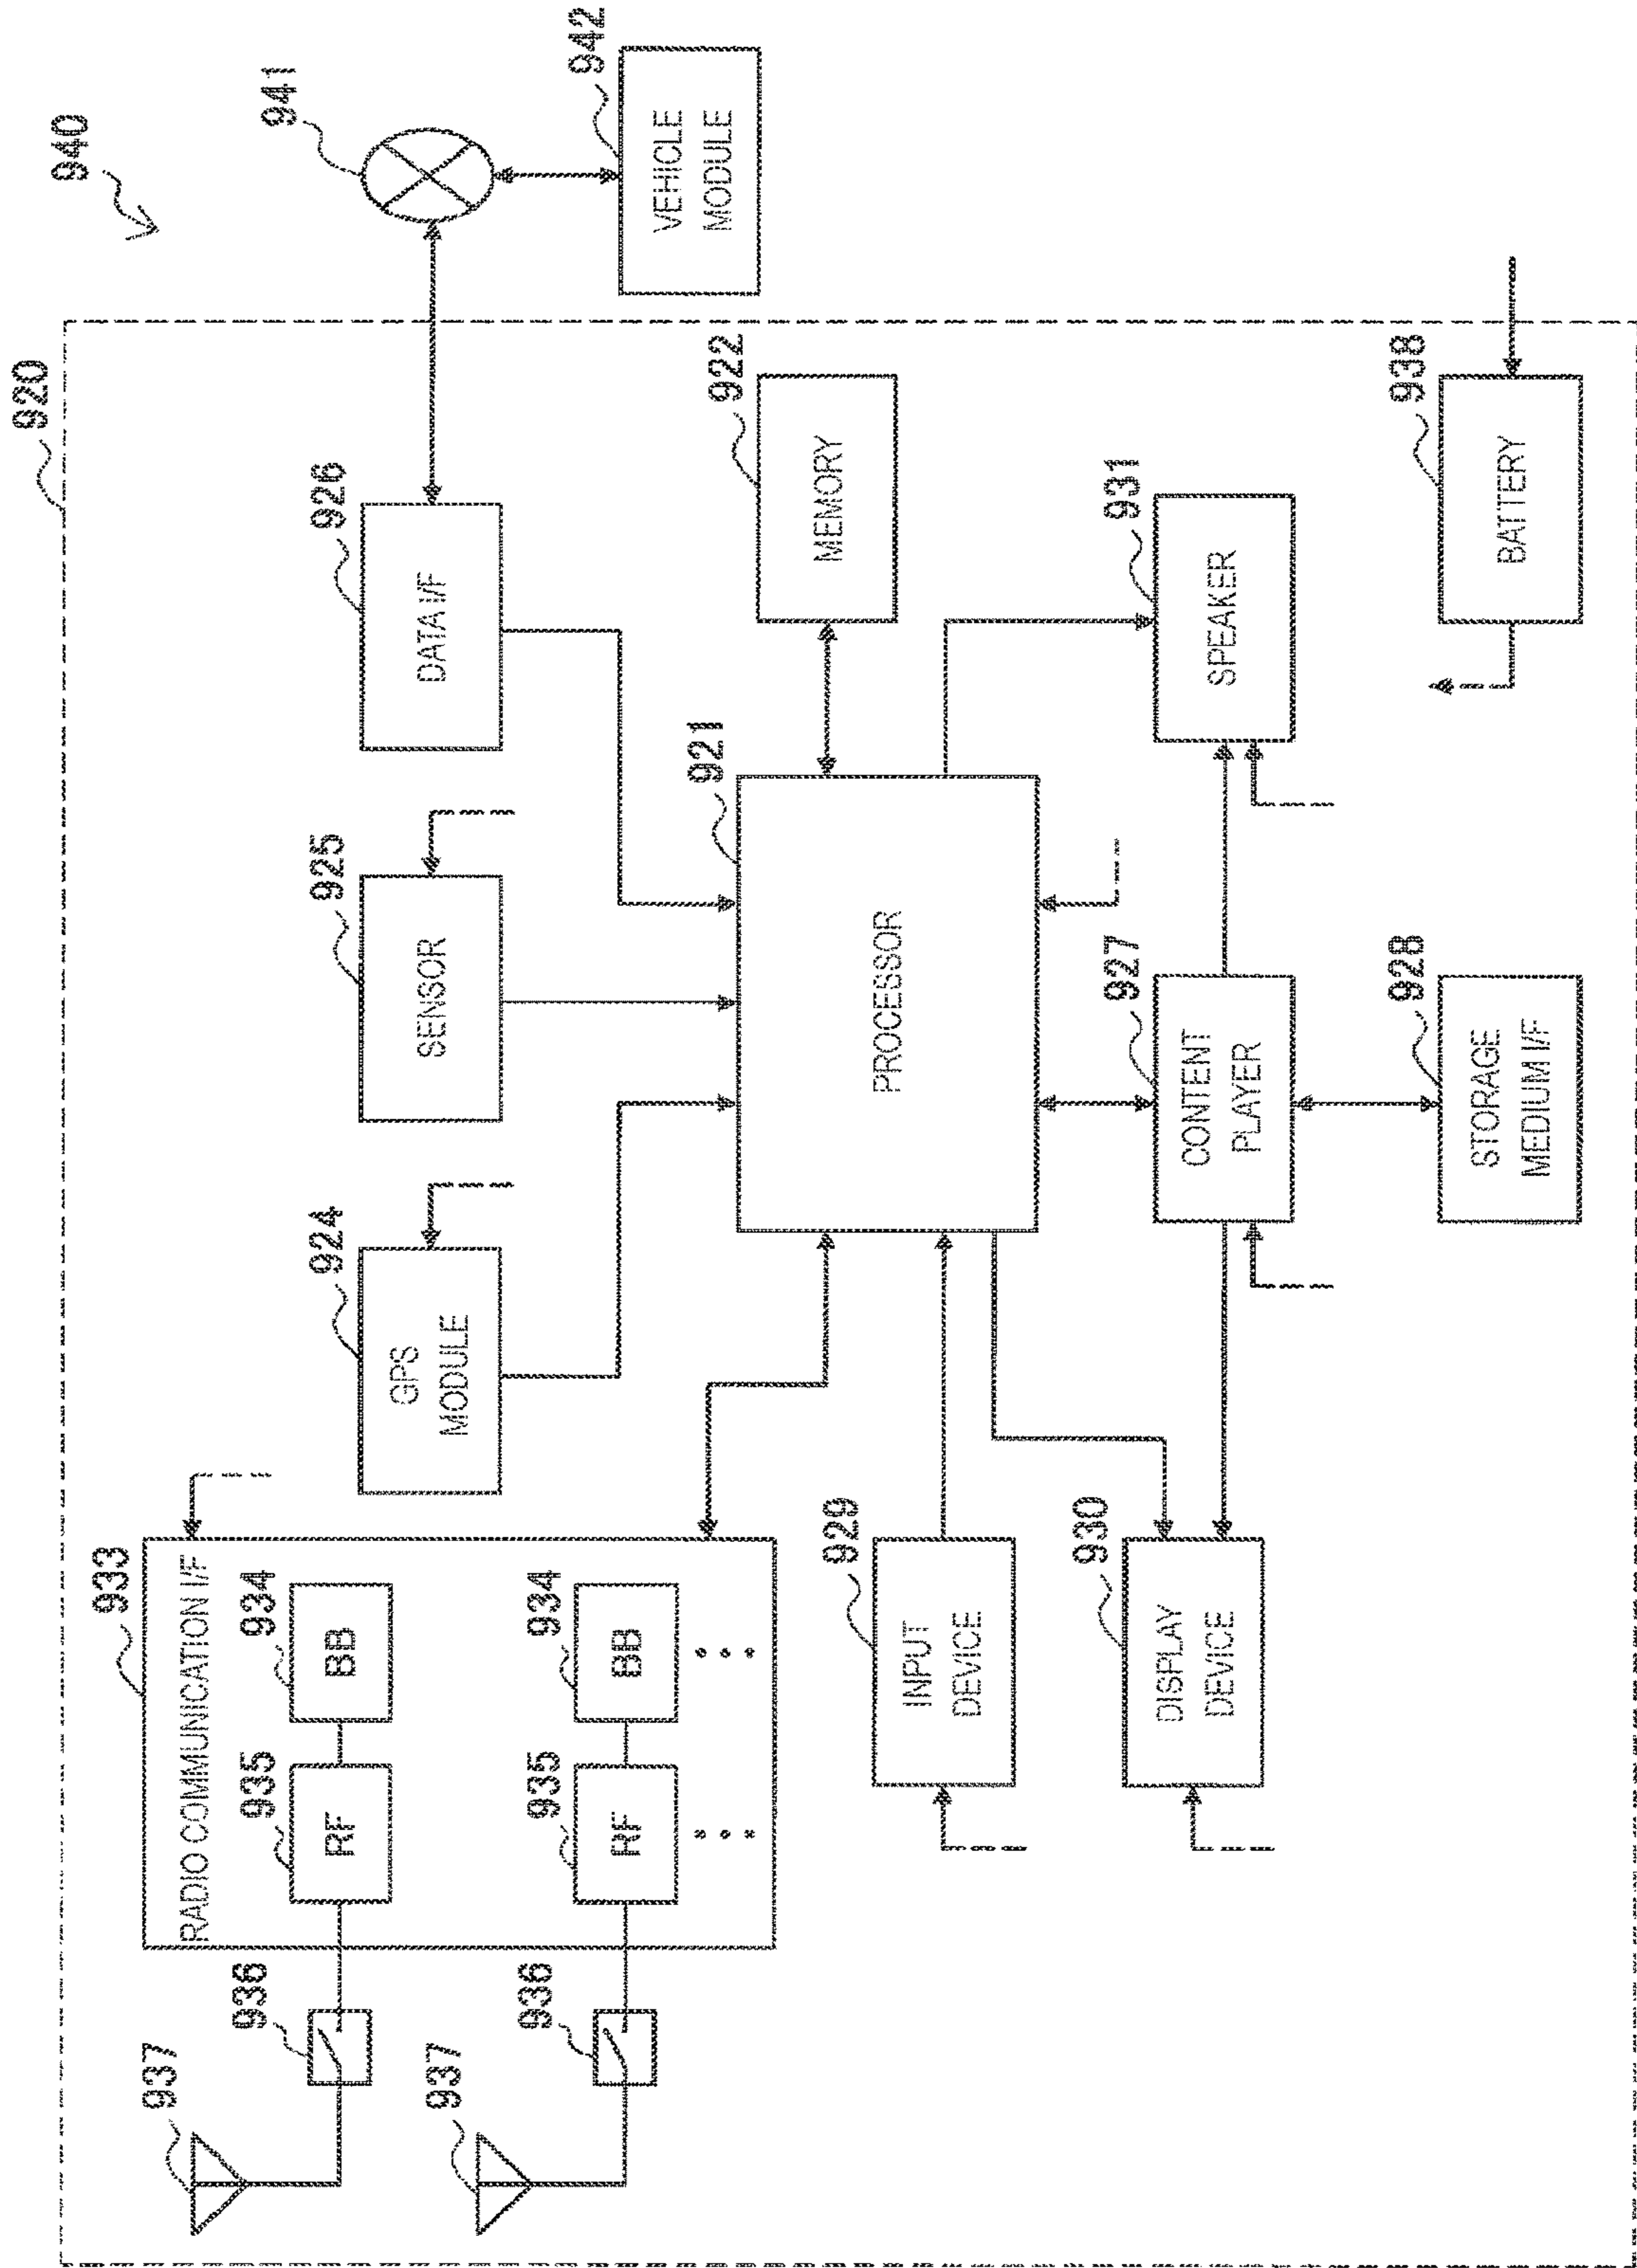 940
920
941
942
VEHICLE
MODULE
933
RADIO COMMUNICATION I/F
937
936
935
RF
934
BB
924
GPS
MODULE
925
SENSOR
926
DATA I/F
937
936
935
RF
934
BB
921
PROCESSOR
922
MEMORY
929
INPUT
DEVICE
930
DISPLAY
DEVICE
927
CONTENT
PLAYER
931
SPEAKER
928
STORAGE
MEDIUM I/F
938
BATTERY